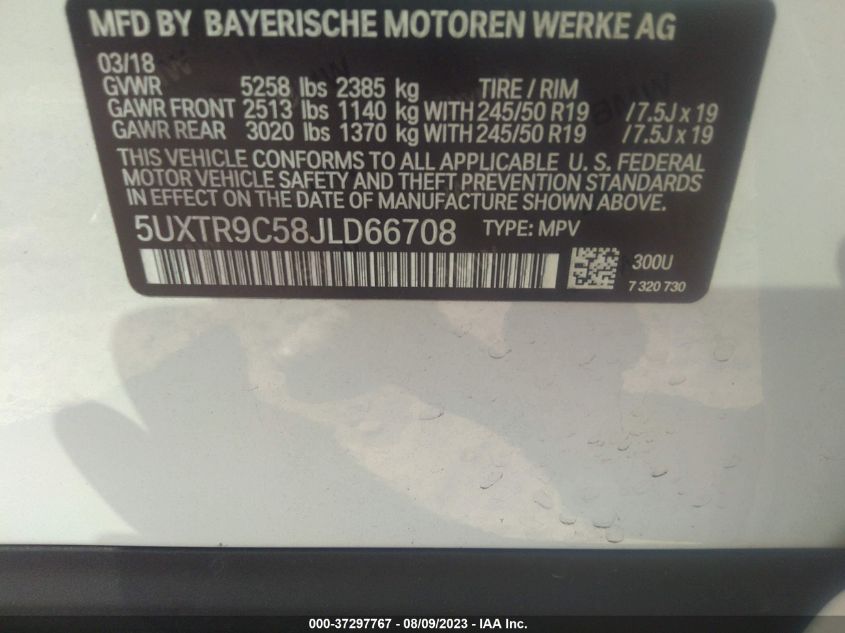 MFD BY BAYERISCHE MOTOREN WERKE AG
03/18
GVWR 5258 lbs 2385 kg TIRE / RIM
GAWR FRONT 2513 lbs 1140 kg WITH 245/50 R19 / 7.5J x 19
GAWR REAR 3020 lbs 1370 kg WITH 245/50 R19 / 7.5J x 19
THIS VEHICLE CONFORMS TO ALL APPLICABLE U. S. FEDERAL
MOTOR VEHICLE SAFETY AND THEFT PREVENTION STANDARDS
IN EFFECT ON THE DATE OF MANUFACTURE SHOWN ABOVE.
5UXTR9C58JLD66708 TYPE: MPV
300U
7 320 730
000-37297767 - 08/09/2023 - IAA Inc.